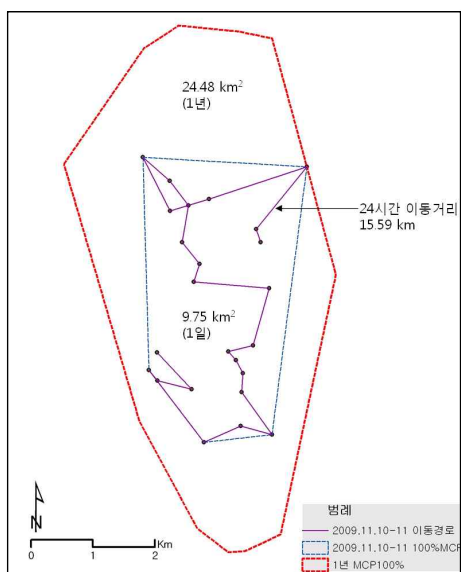 24.48 km²
(1년)
24시간 이동거리
15.59 km
9.75 km²
(1일)
N
Km
0 1 2
범례
2009.11.10-11 이동경로
2009.11.10-11 100%MCP
1년 MCP100%